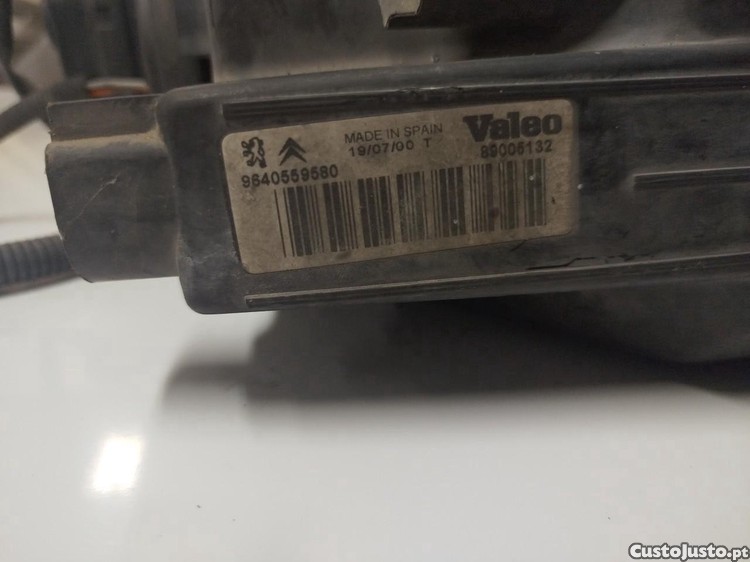 MADE IN SPAIN
19/07/00 T
Valeo
89006132
9640559580
CustoJusto.pt